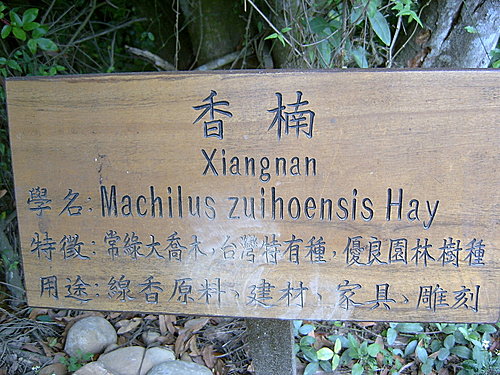 香楠
Xiangnan
學名:Machilus zuihoensis Hay
特徵:常綠大喬木,台灣特有種,優良園林樹種
用途:線香原料、建材、家具、雕刻